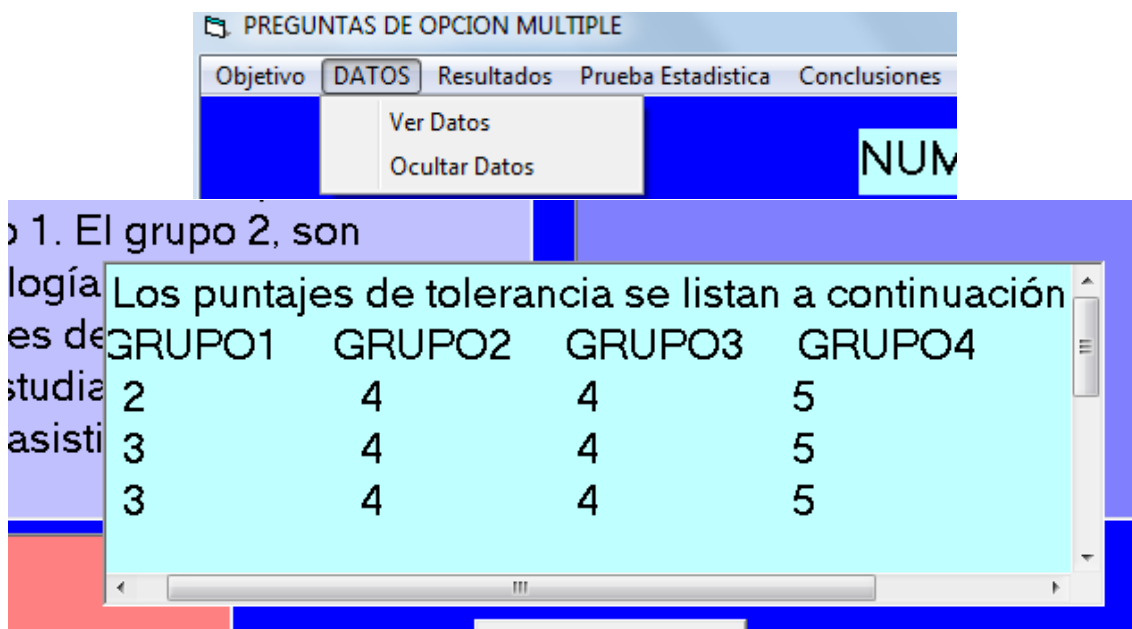 PREGUNTAS DE OPCION MULTIPLE
Objetivo DATOS Resultados Prueba Estadistica Conclusiones
Ver Datos
Ocultar Datos
NUM
o 1. El grupo 2, son
logía
es de
studia
asisti
Los puntajes de tolerancia se listan a continuación
GRUPO1 GRUPO2 GRUPO3 GRUPO4
2 4 4 5
3 4 4 5
3 4 4 5